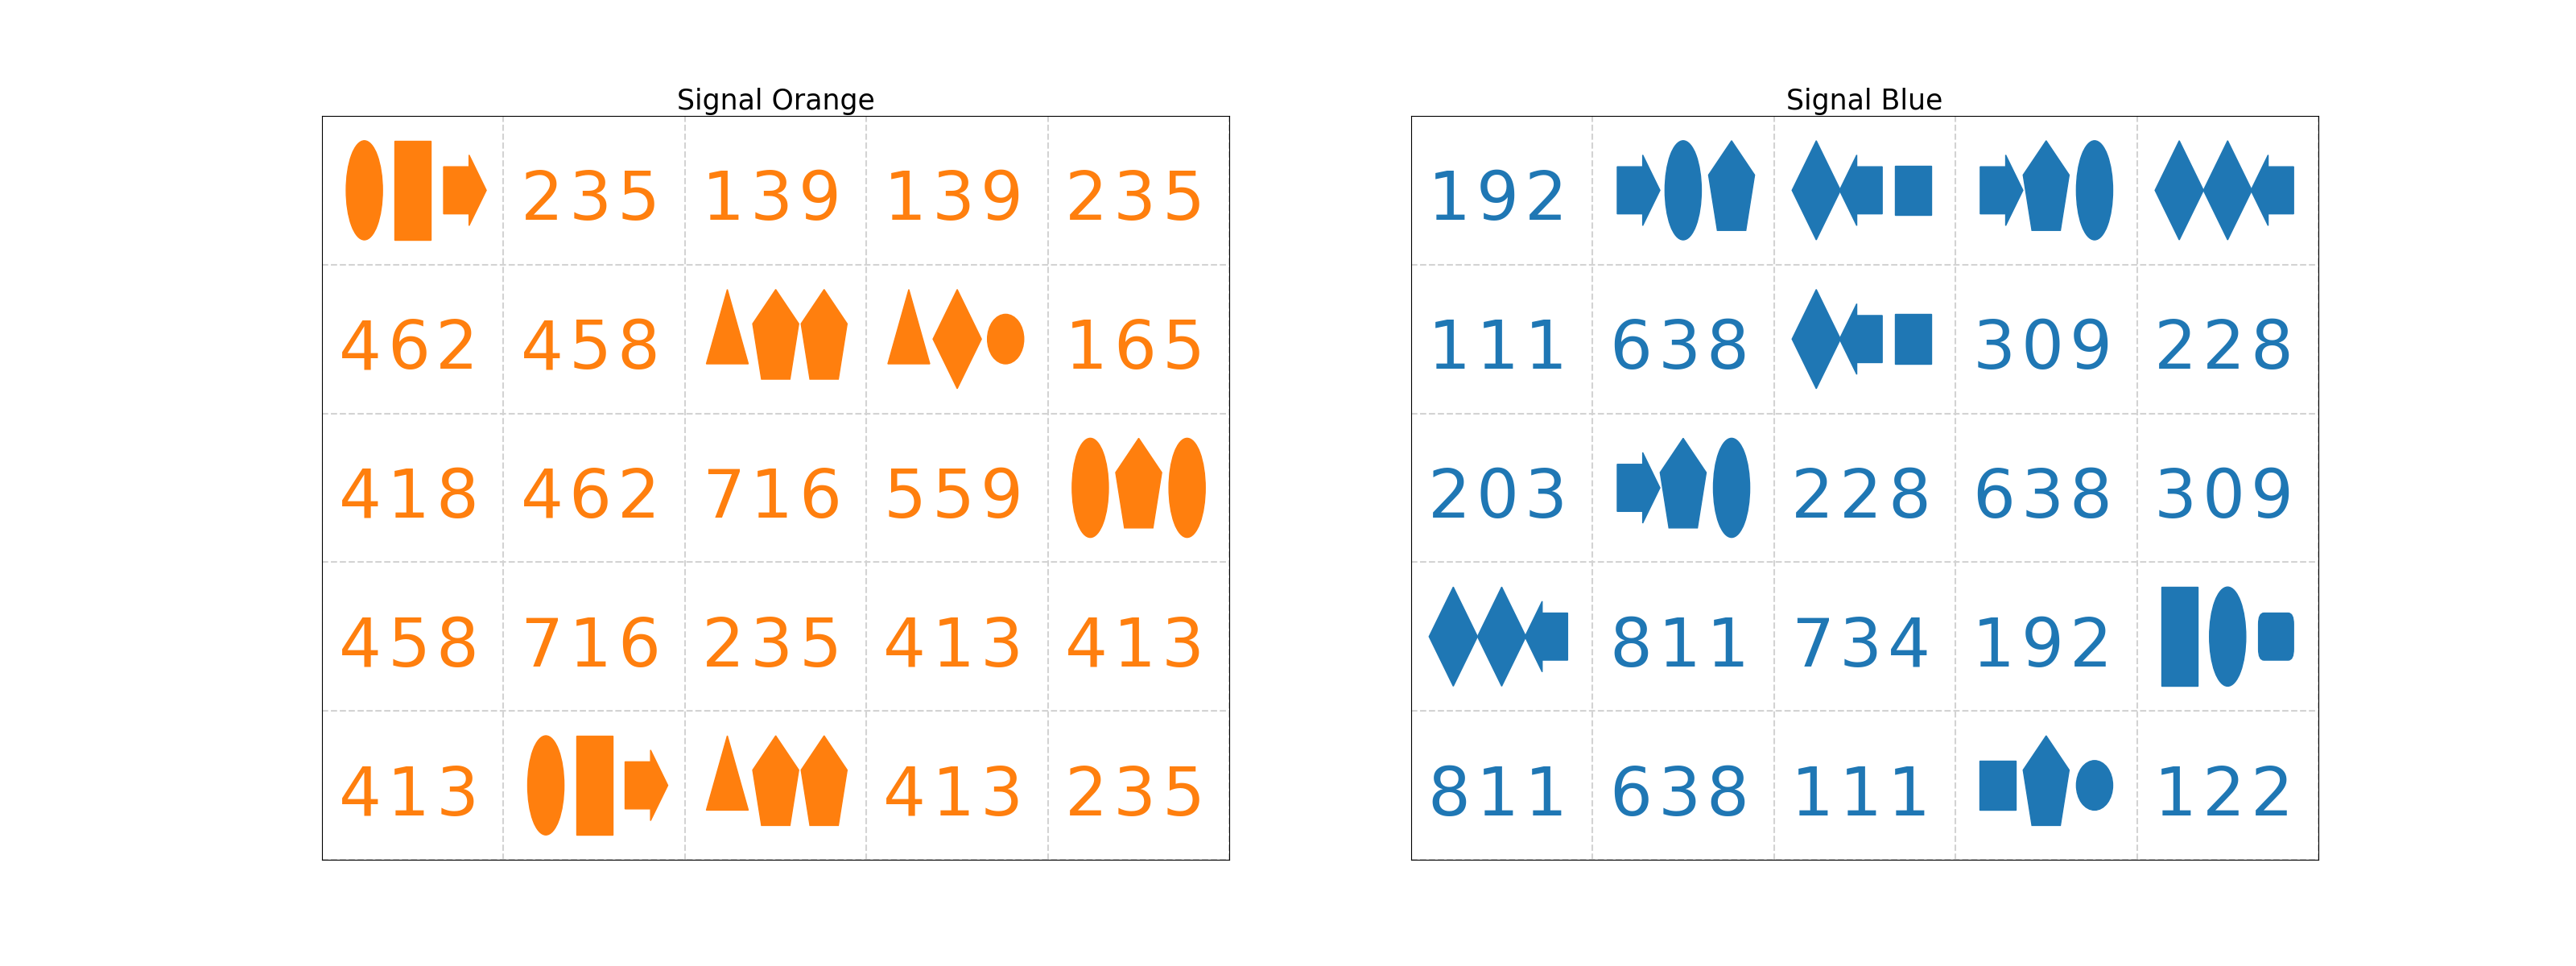 Signal Orange
235 139 139 235
462 458 165
418 462 716 559
458 716 235 413 413
413 413 235
Signal Blue
192
111 638 309 228
203 228 638 309
811 734 192
811 638 111 122